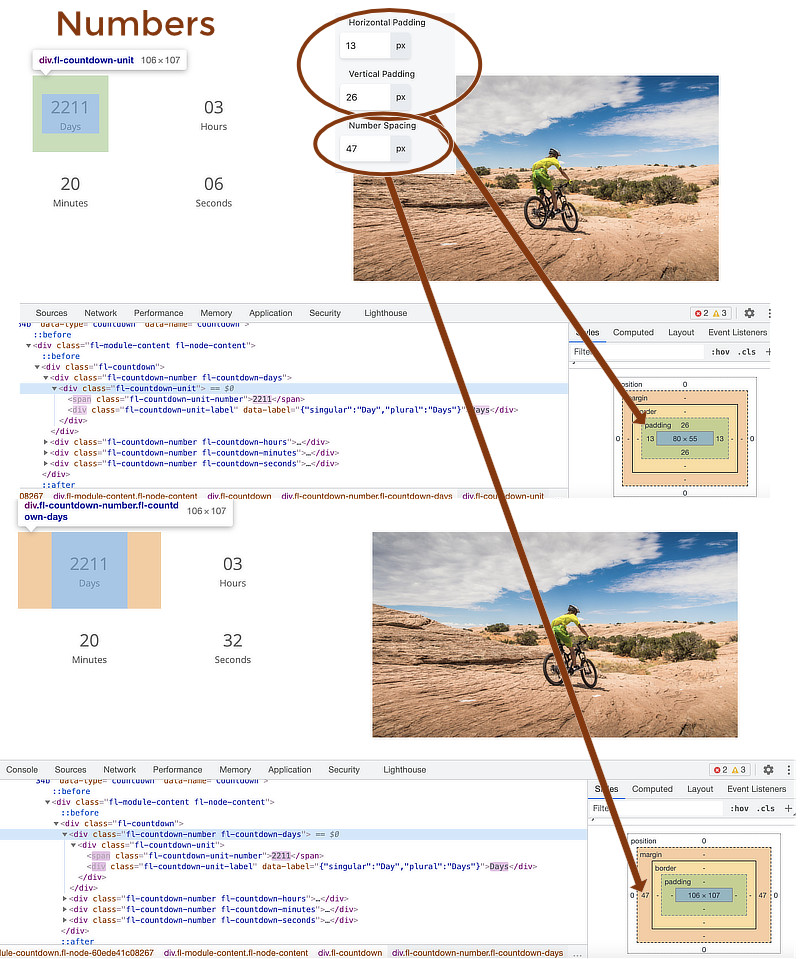 Numbers
Horizontal Padding
13 px
Vertical Padding
26 px
Number Spacing
47 px
div.fl-countdown-unit 106 × 107
2211 03
Days Hours
20 06
Minutes Seconds
Sources Network Performance Memory Application Security Lighthouse 2 3
data-type="countdown" data-name="countdown">
::before
<div class="fl-module-content fl-node-content">
::before
<div class="fl-countdown">
<div class="fl-countdown-number fl-countdown-days">
<div class="fl-countdown-unit"> == $0
<span class="fl-countdown-unit-number">2211</span>
<div class="fl-countdown-unit-label" data-label="{"singular":"Day","plural":"Days"}">Days</div>
</div>
</div>
<div class="fl-countdown-number fl-countdown-hours">…</div>
<div class="fl-countdown-number fl-countdown-minutes">…</div>
<div class="fl-countdown-number fl-countdown-seconds">…</div>
</div>
::after
08267 div.fl-module-content.fl-node-content div.fl-countdown div.fl-countdown-number.fl-countdown-days div.fl-countdown-unit
Styles Computed Layout Event Listeners
Filter :hov .cls +
position 0
margin -
border -
padding 26
0 - - 13 80 × 55 13 - - 0
26
-
-
0
div.fl-countdown-number.fl-countd
own-days 106 × 107
2211 03
Days Hours
20 32
Minutes Seconds
Console Sources Network Performance Memory Application Security Lighthouse 2 3
data-type="countdown" data-name="countdown">
::before
<div class="fl-module-content fl-node-content">
::before
<div class="fl-countdown">
<div class="fl-countdown-number fl-countdown-days"> == $0
<div class="fl-countdown-unit">
<span class="fl-countdown-unit-number">2211</span>
<div class="fl-countdown-unit-label" data-label="{"singular":"Day","plural":"Days"}">Days</div>
</div>
</div>
<div class="fl-countdown-number fl-countdown-hours">…</div>
<div class="fl-countdown-number fl-countdown-minutes">…</div>
<div class="fl-countdown-number fl-countdown-seconds">…</div>
</div>
::after
ule-countdown.fl-node-60ede41c08267 div.fl-module-content.fl-node-content div.fl-countdown div.fl-countdown-number.fl-countdown-days …
Styles Computed Layout Event Listeners
Filter :hov .cls +
position 0
margin -
border -
padding -
0 47 - - 106 × 107 - - 47 0
-
-
-
0